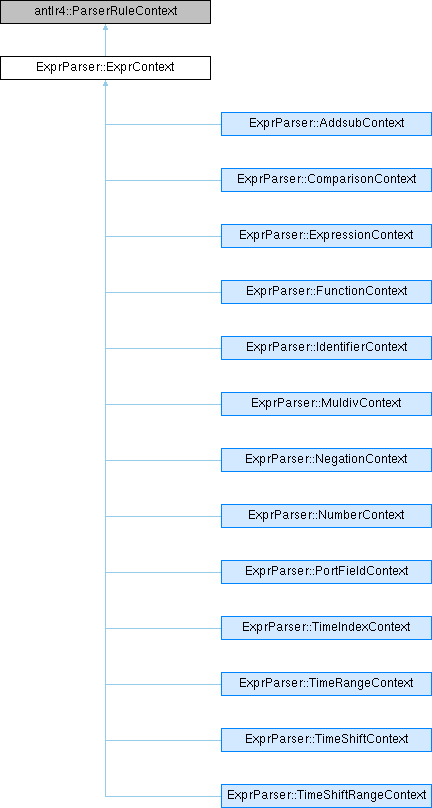 antlr4::ParserRuleContext
ExprParser::ExprContext
ExprParser::AddsubContext
ExprParser::ComparisonContext
ExprParser::ExpressionContext
ExprParser::FunctionContext
ExprParser::IdentifierContext
ExprParser::MuldivContext
ExprParser::NegationContext
ExprParser::NumberContext
ExprParser::PortFieldContext
ExprParser::TimeIndexContext
ExprParser::TimeRangeContext
ExprParser::TimeShiftContext
ExprParser::TimeShiftRangeContext